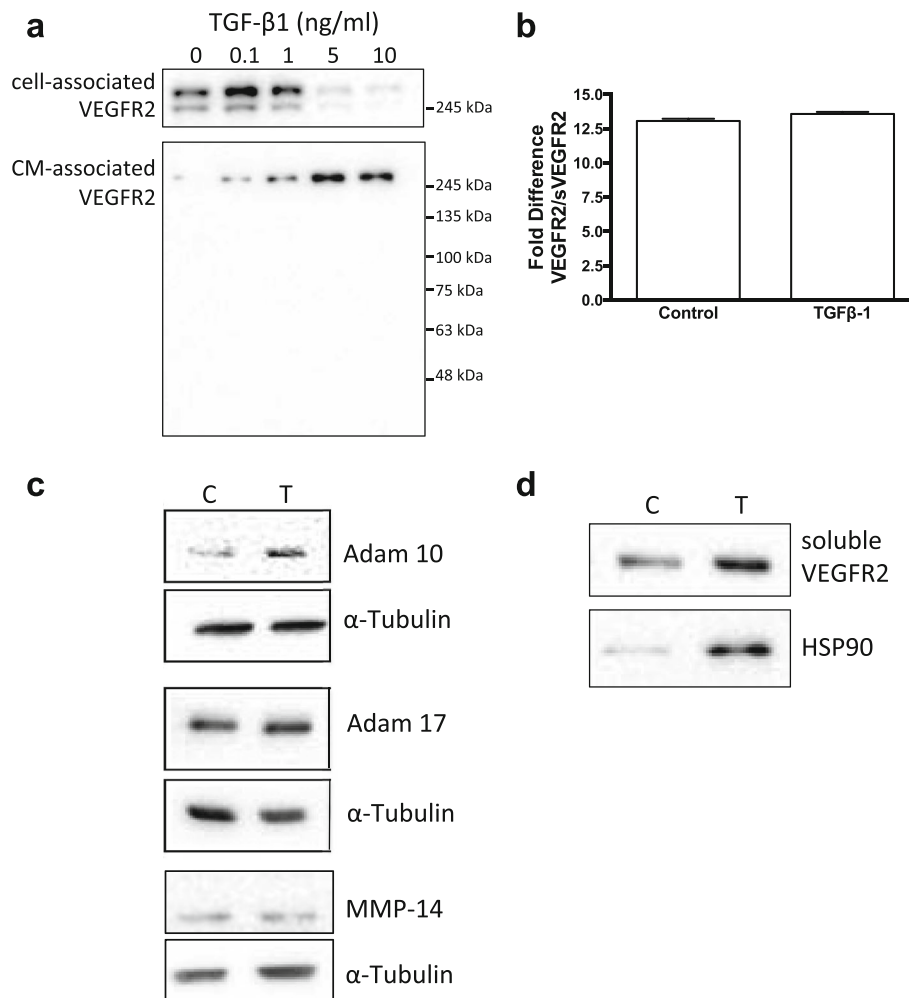 a
TGF-β1 (ng/ml)
0 0.1 1 5 10
cell-associated
VEGFR2
245 kDa
CM-associated
VEGFR2
245 kDa
135 kDa
100 kDa
75 kDa
63 kDa
48 kDa
b
Fold Difference
VEGFR2/sVEGFR2
15.0
12.5
10.0
7.5
5.0
2.5
0.0
Control TGFβ-1
c
C T
Adam 10
α-Tubulin
Adam 17
α-Tubulin
MMP-14
α-Tubulin
d
C T
soluble
VEGFR2
HSP90